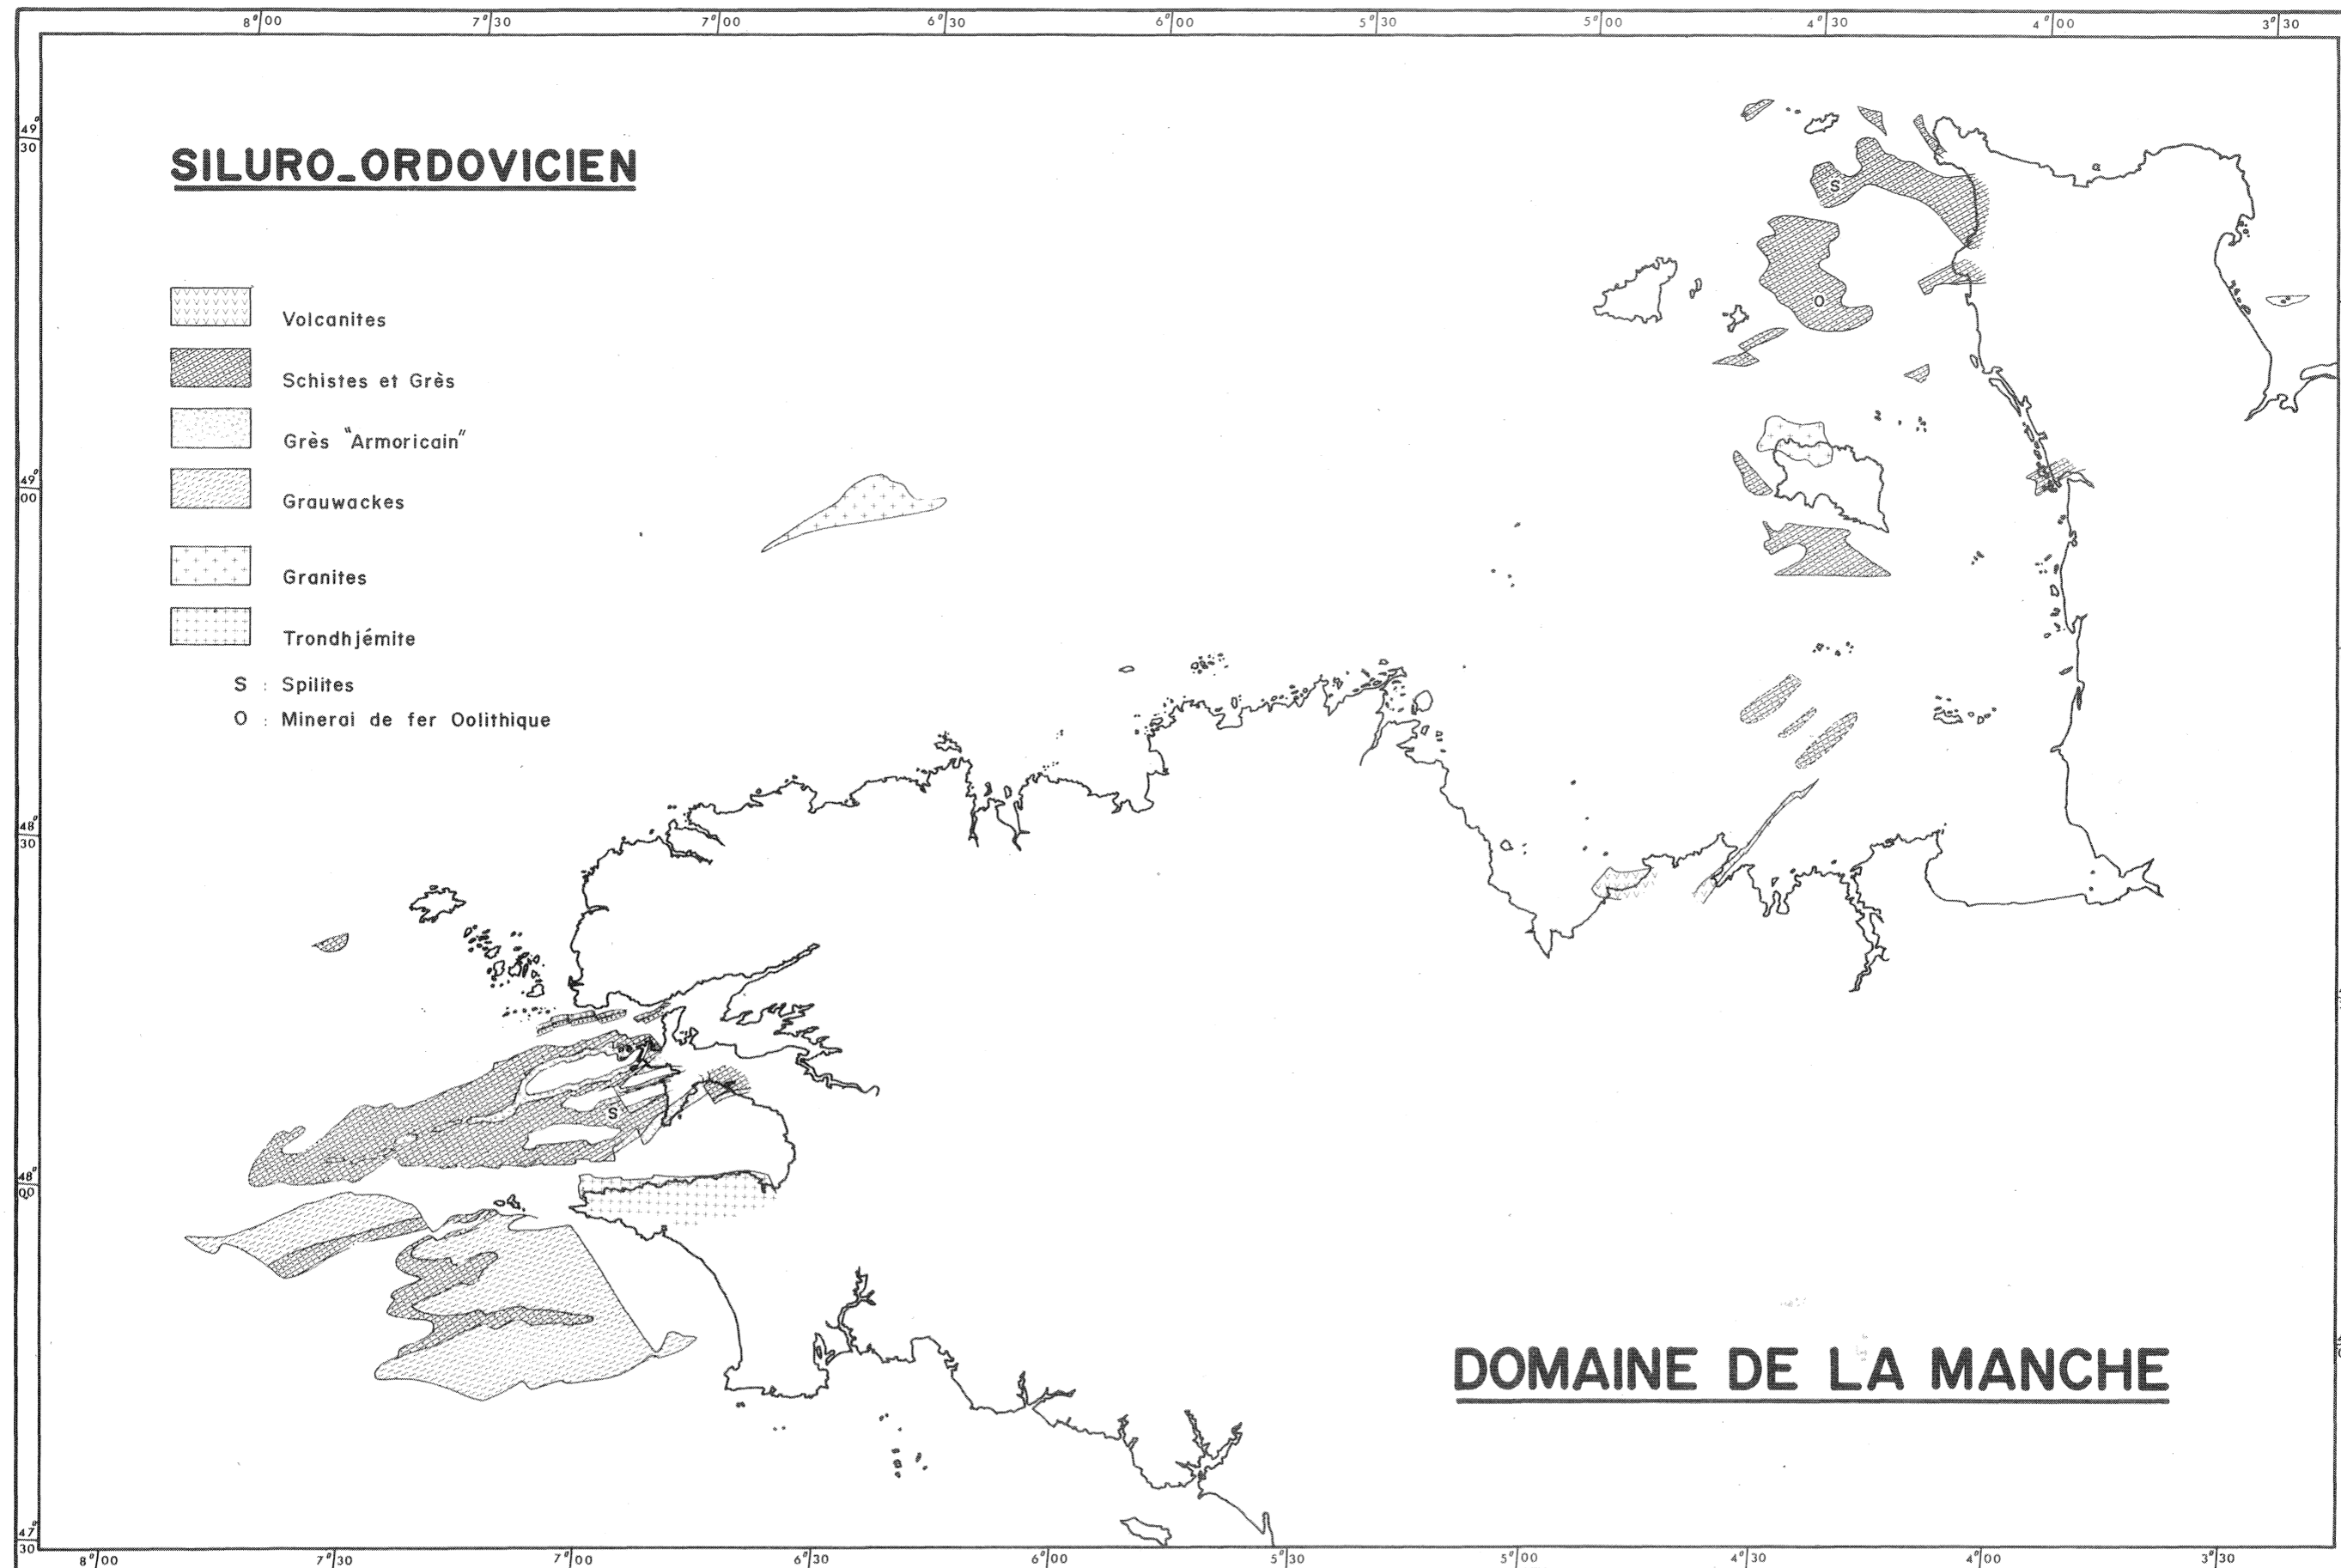 8°00 7°30 7°00 6°30 6°00 5°30 5°00 4°30 4°00 3°30
49°30
SILURO_ORDOVICIEN
S
Volcanites
O
Schistes et Grès
Grès "Armoricain"
49°00
Grauwackes
Granites
Trondhjémite
S : Spilites
O : Minerai de fer Oolithique
48°30
S
48°00
DOMAINE DE LA MANCHE
47°30
8°00 7°30 7°00 6°30 6°00 5°30 5°00 4°30 4°00 3°30